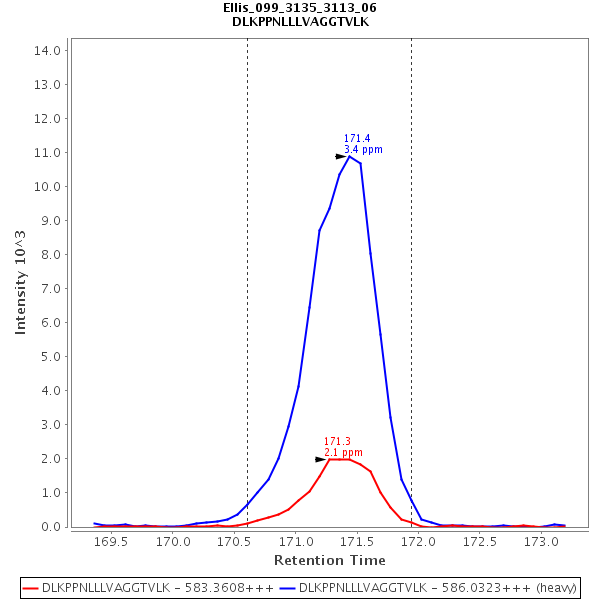 Ellis_099_3135_3113_06
DLKPPNLLLVAGGTVLK
14.0
13.0
12.0
11.0
10.0
9.0
8.0
7.0
6.0
5.0
4.0
3.0
2.0
1.0
0.0
Intensity 10^3
171.4
3.4 ppm
171.3
2.1 ppm
169.5 170.0 170.5 171.0 171.5 172.0 172.5 173.0
Retention Time
DLKPPNLLLVAGGTVLK - 583.3608+++ DLKPPNLLLVAGGTVLK - 586.0323+++ (heavy)